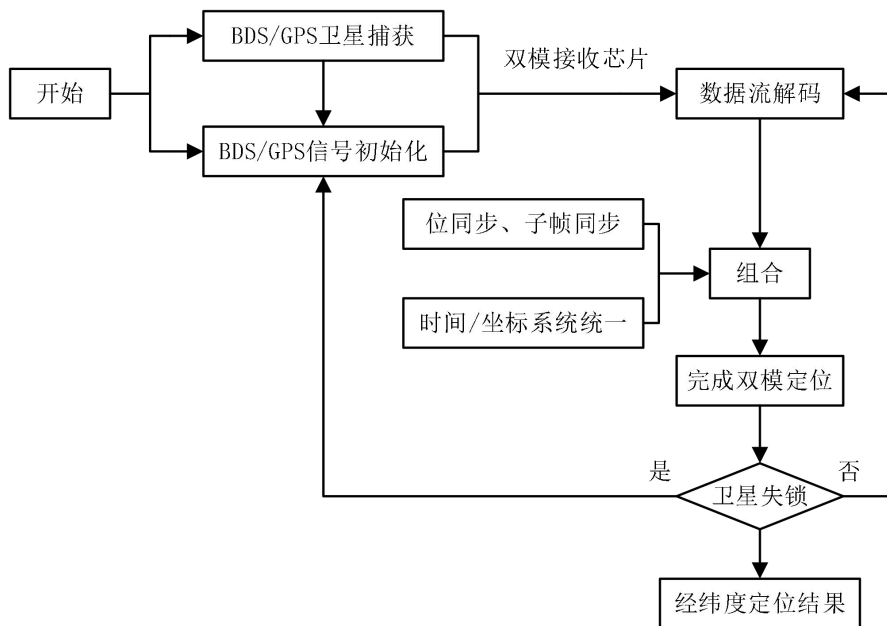 BDS/GPS卫星捕获
双模接收芯片
开始
数据流解码
BDS/GPS信号初始化
位同步、子帧同步
组合
时间/坐标系统统一
完成双模定位
是
否
卫星失锁
经纬度定位结果